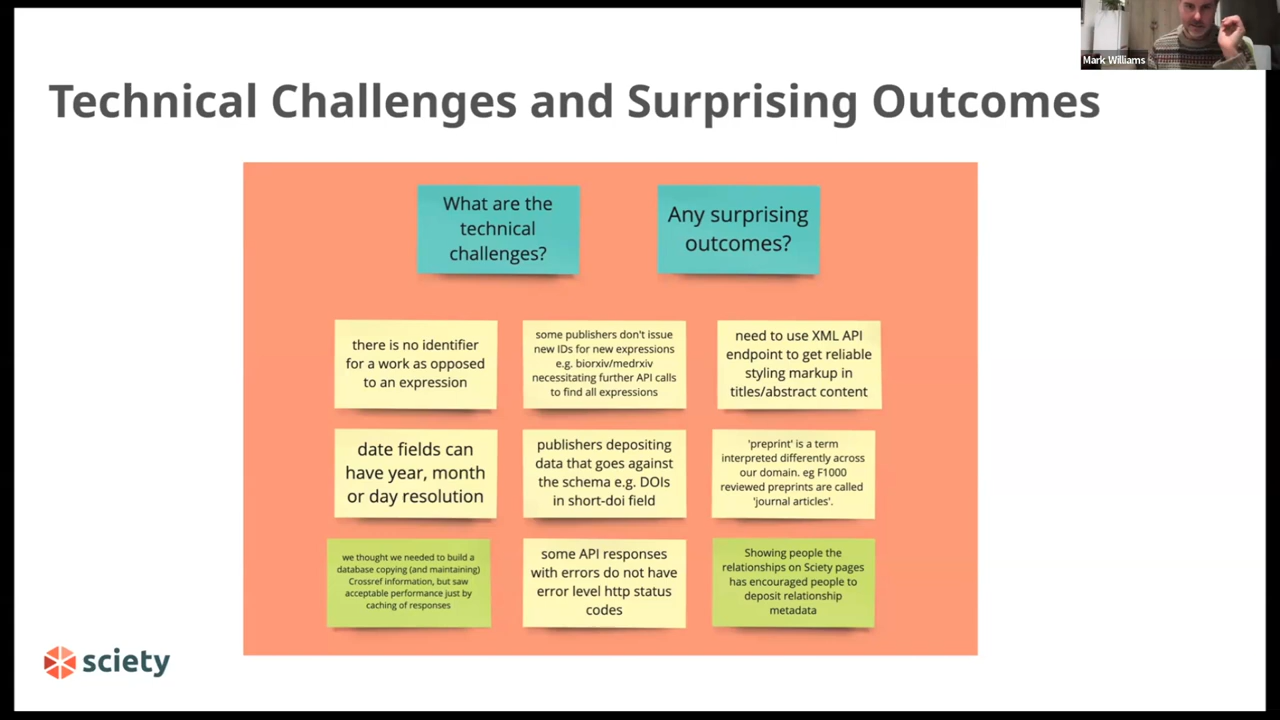 Mark Williams
Technical Challenges and Surprising Outcomes
What are the
technical
challenges?
Any surprising
outcomes?
there is no identifier
for a work as opposed
to an expression
some publishers don't issue
new IDs for new expressions
e.g. biorxiv/medrxiv
necessitating further API calls
to find all expressions
need to use XML API
endpoint to get reliable
styling markup in
titles/abstract content
date fields can
have year, month
or day resolution
publishers depositing
data that goes against
the schema e.g. DOIs
in short-doi field
'preprint' is a term
interpreted differently across
our domain. eg F1000
reviewed preprints are called
'journal articles'.
we thought we needed to build a
database copying (and maintaining)
Crossref information, but saw
acceptable performance just by
caching of responses
some API responses
with errors do not have
error level http status
codes
Showing people the
relationships on Sciety pages
has encouraged people to
deposit relationship
metadata
sciety